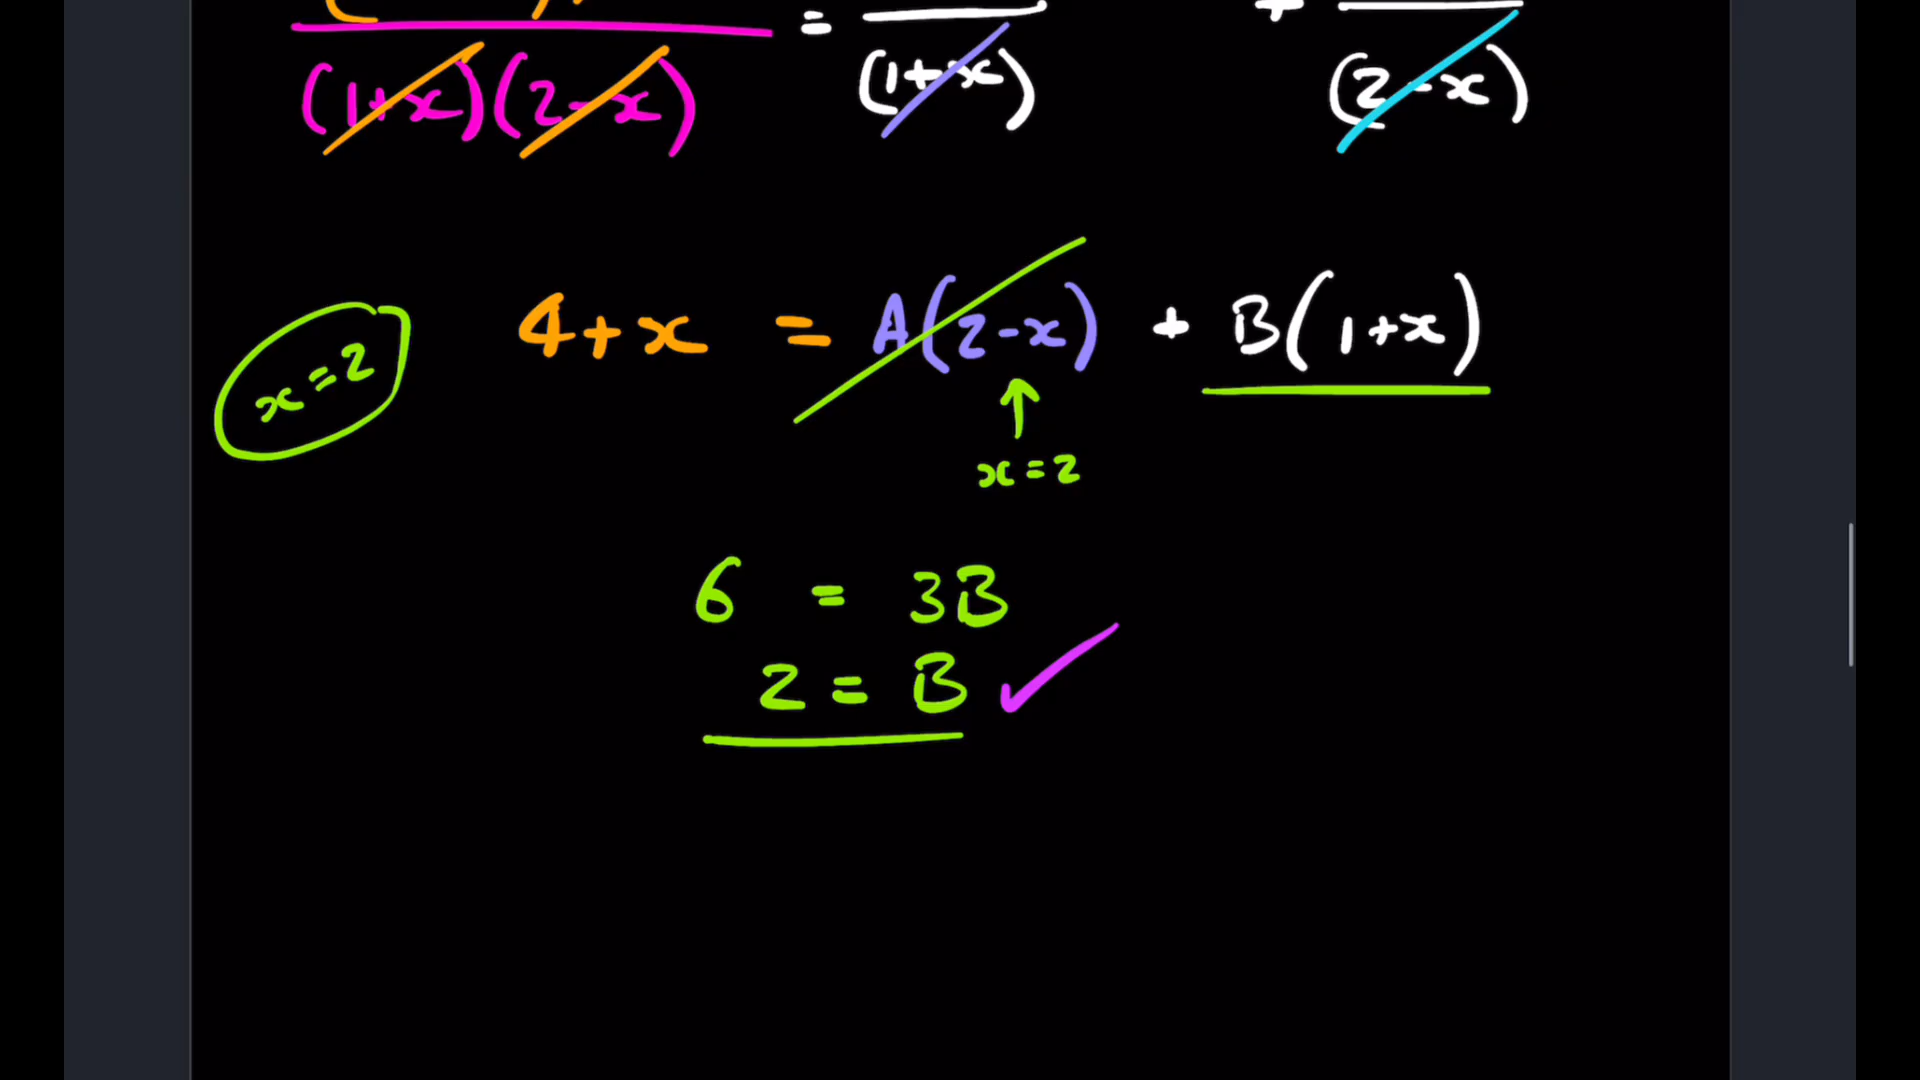 = +
(1+x)(2-x) (1+x) (2-x)
4+x = A(2-x) + B(1+x)
x=2
x=2
6 = 3B
2 = B